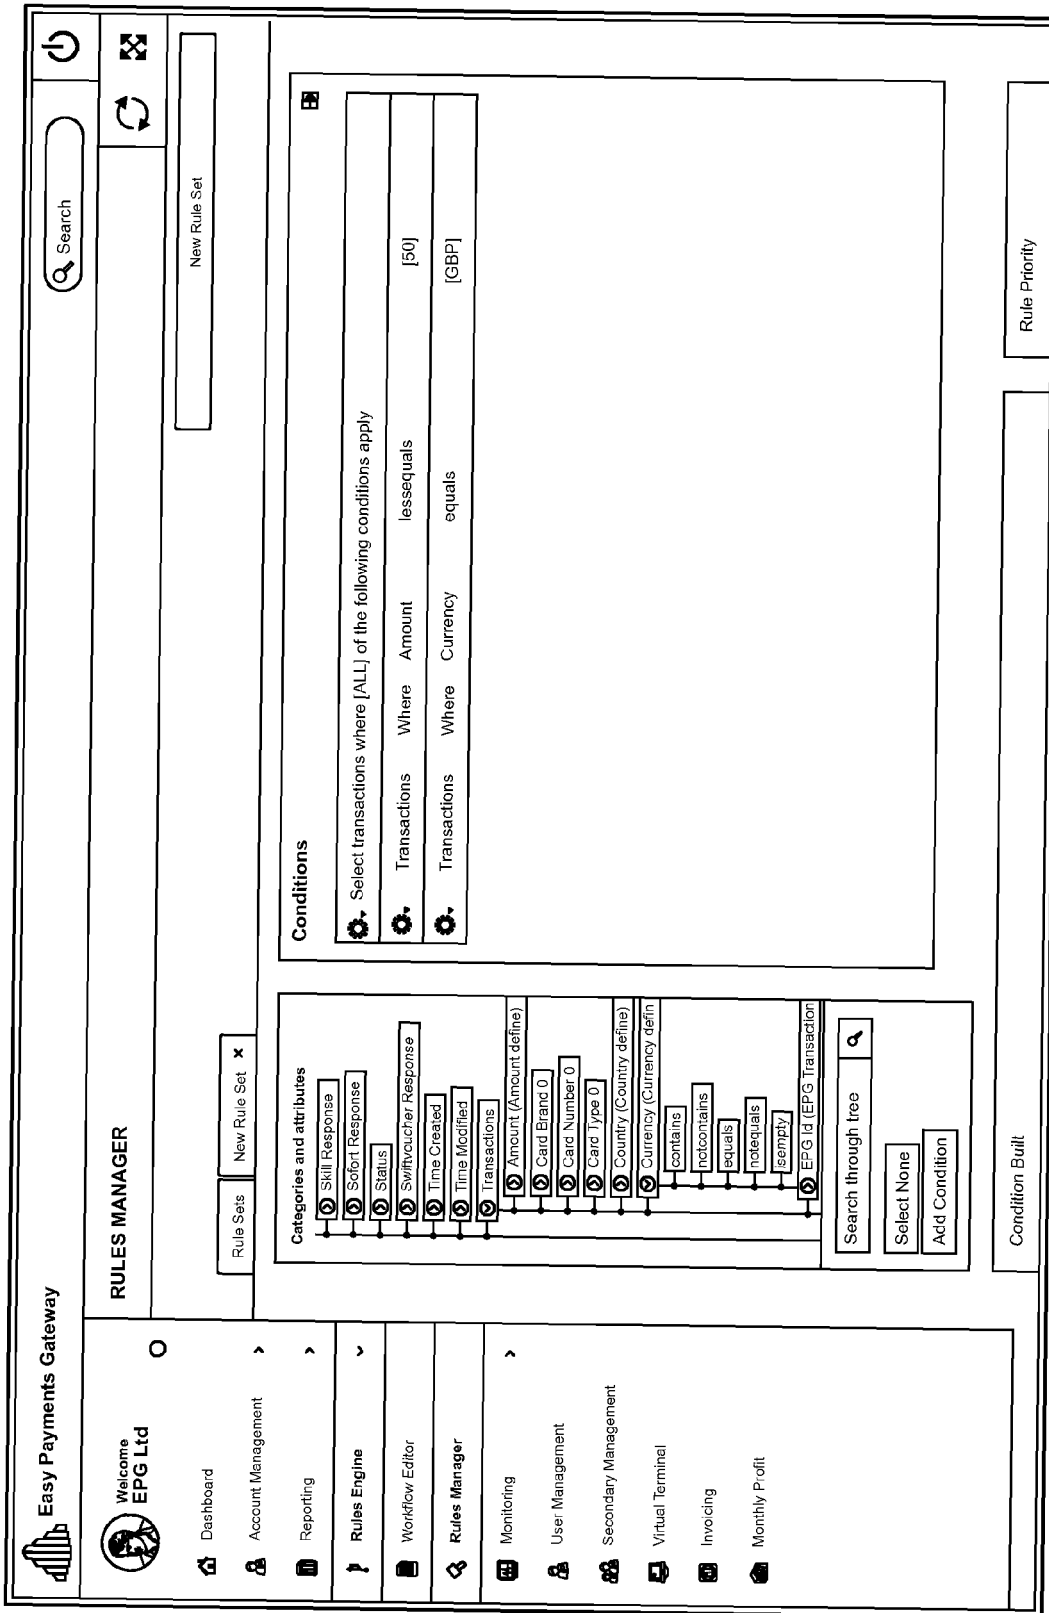 Easy Payments Gateway
Search
Welcome
EPG Ltd
RULES MANAGER
Dashboard
Account Management
Reporting
Rules Engine
Workflow Editor
Rules Manager
Monitoring
User Management
Secondary Management
Virtual Terminal
Invoicing
Monthly Profit
Rule Sets
New Rule Set x
New Rule Set
Categories and attributes
Skill Response
Sofort Response
Status
Swiftvoucher Response
Time Created
Time Modified
Transactions
Amount (Amount define)
Card Brand 0
Card Number 0
Card Type 0
Country (Country define)
Currency (Currency defin
contains
notcontains
equals
notequals
isempty
EPG Id (EPG Transaction
Search through tree
Select None
Add Condition
Conditions
Select transactions where [ALL] of the following conditions apply
Transactions Where Amount lessequals [50]
Transactions Where Currency equals [GBP]
Condition Built
Rule Priority